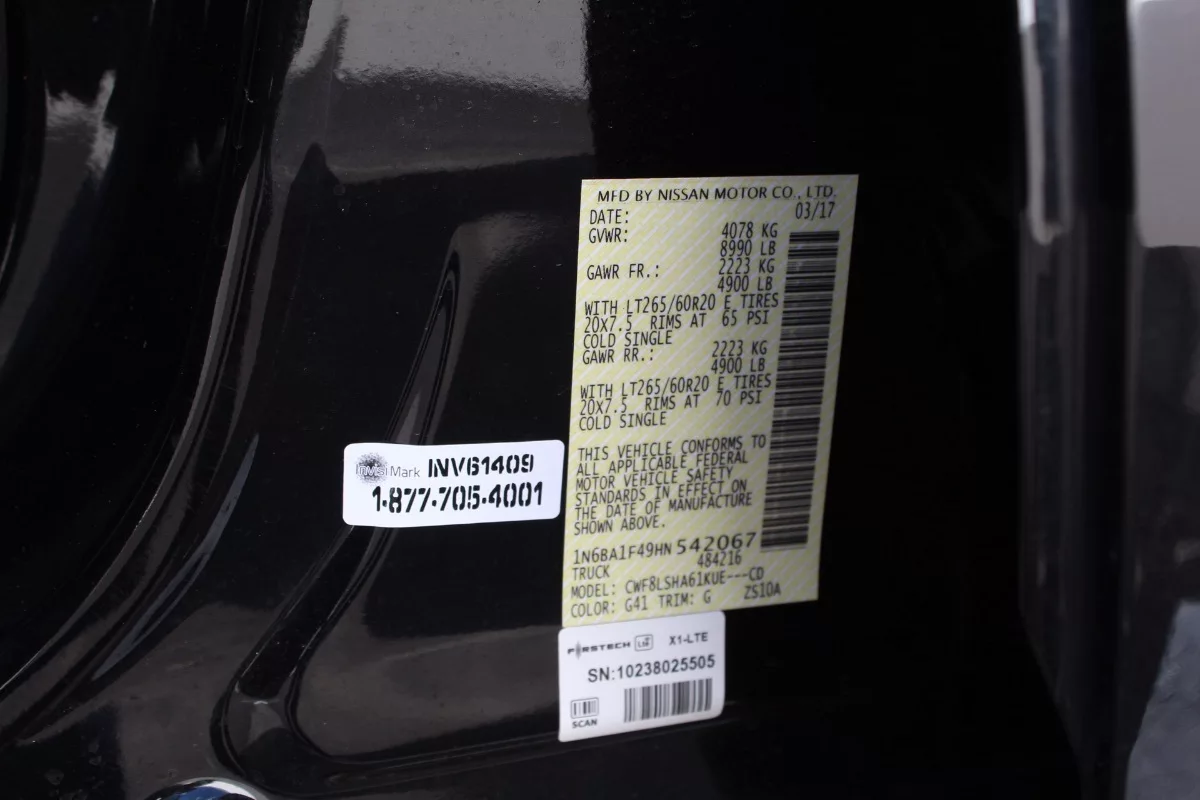 MFD BY NISSAN MOTOR CO., LTD.
DATE: 03/17
GVWR: 4078 KG
8990 LB
GAWR FR.: 2223 KG
4900 LB
WITH LT265/60R20 E TIRES
20X7.5 RIMS AT 65 PSI
COLD SINGLE
GAWR RR.: 2223 KG
4900 LB
WITH LT265/60R20 E TIRES
20X7.5 RIMS AT 70 PSI
COLD SINGLE
THIS VEHICLE CONFORMS TO
ALL APPLICABLE FEDERAL
MOTOR VEHICLE SAFETY
STANDARDS IN EFFECT ON
THE DATE OF MANUFACTURE
SHOWN ABOVE.
1N6BA1F49HN542067
TRUCK 484216
MODEL: CWF8LSHA61KUE---CD
COLOR: G41 TRIM: G ZS10A
InvisiMark INV61409
1-877-705-4001
FIRSTECH LTE X1-LTE
SN:10238025505
SCAN